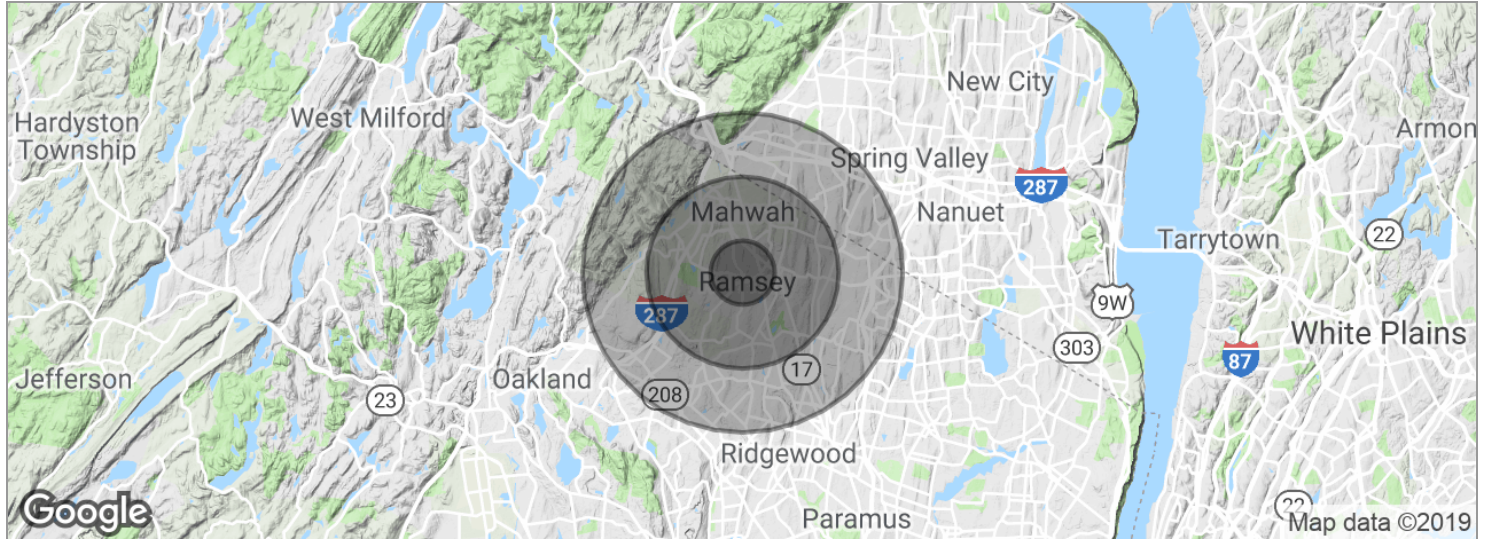 New City
Hardyston
Township
West Milford
Armon
Spring Valley
287
Mahwah
Nanuet
22
Tarrytown
Ramsey
287
9W
White Plains
303
87
17
Jefferson
Oakland
208
23
Ridgewood
Google
Paramus
22
Map data ©2019